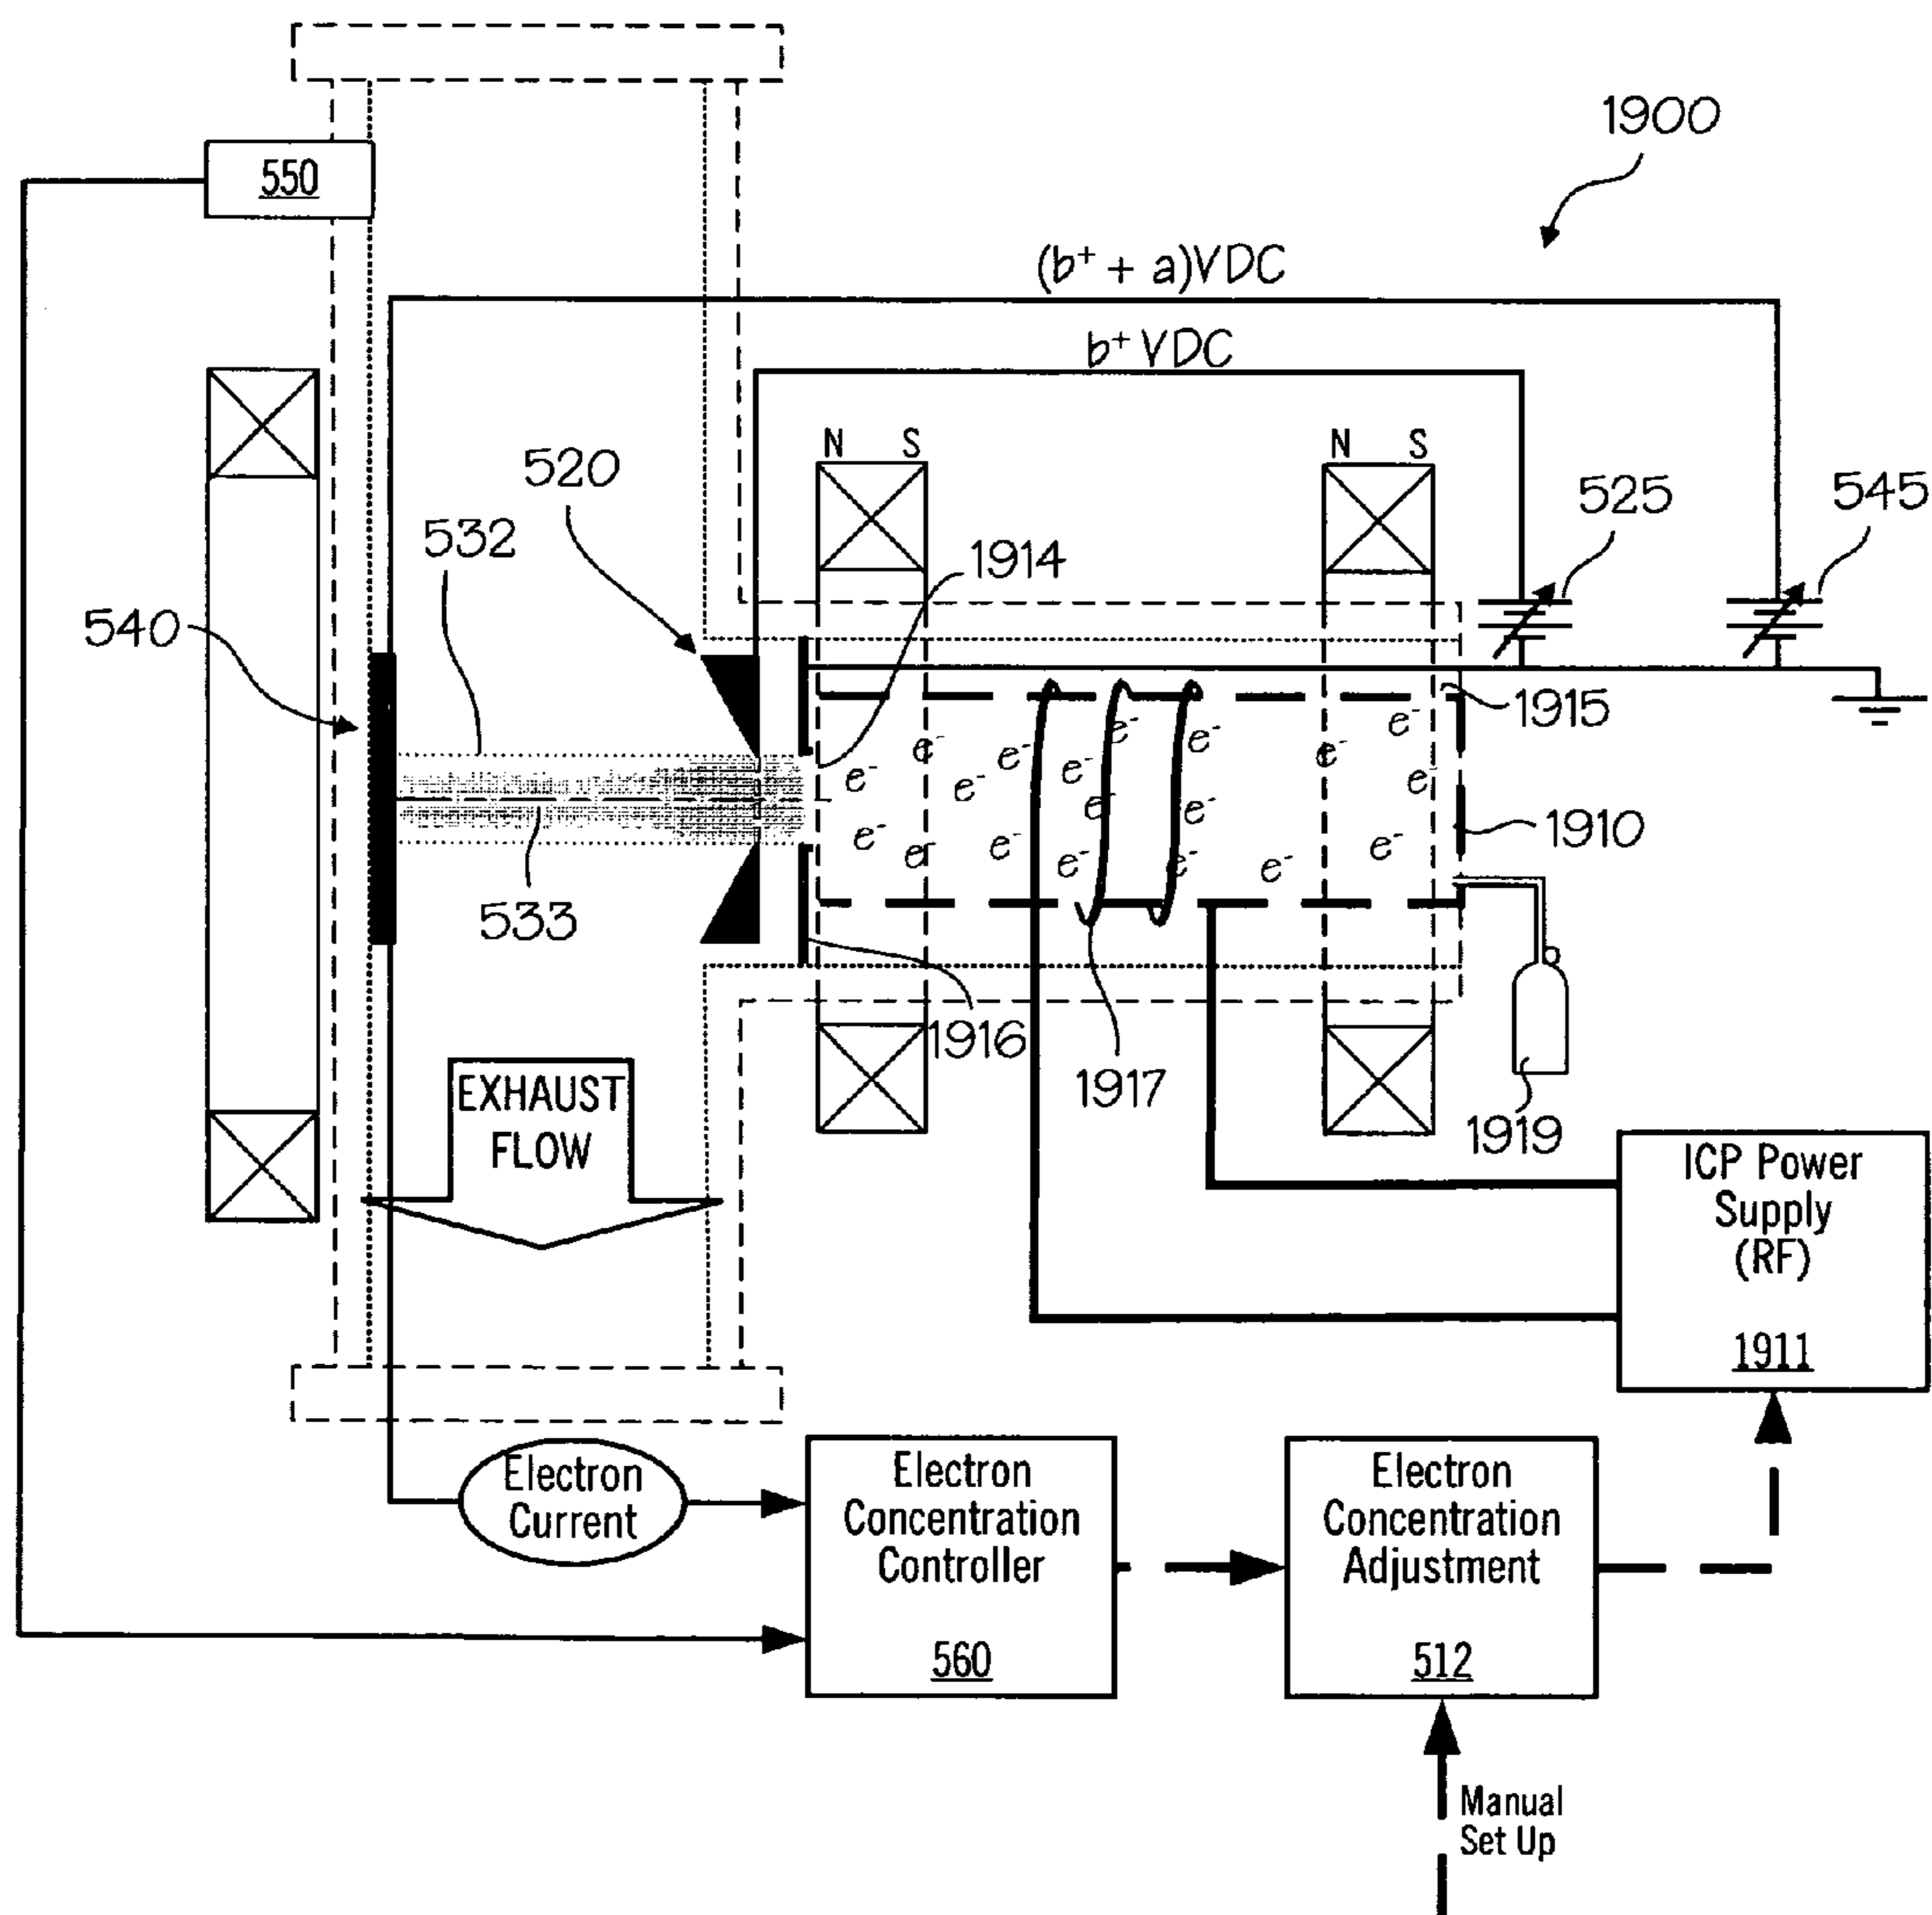 1900
550
(b⁺ + a)VDC
b⁺ VDC
N S
N S
520
525
545
532
1914
540
1915
e⁻ e⁻ e⁻ e⁻ e⁻ e⁻ e⁻
e⁻ e⁻ e⁻ e⁻ e⁻ e⁻
1910
e⁻ e⁻ e⁻ e⁻ e⁻ e⁻ e⁻
533
1916
1917
1919
EXHAUST
FLOW
ICP Power
Supply
(RF)
1911
Electron
Current
Electron
Concentration
Controller
560
Electron
Concentration
Adjustment
512
Manual
Set Up